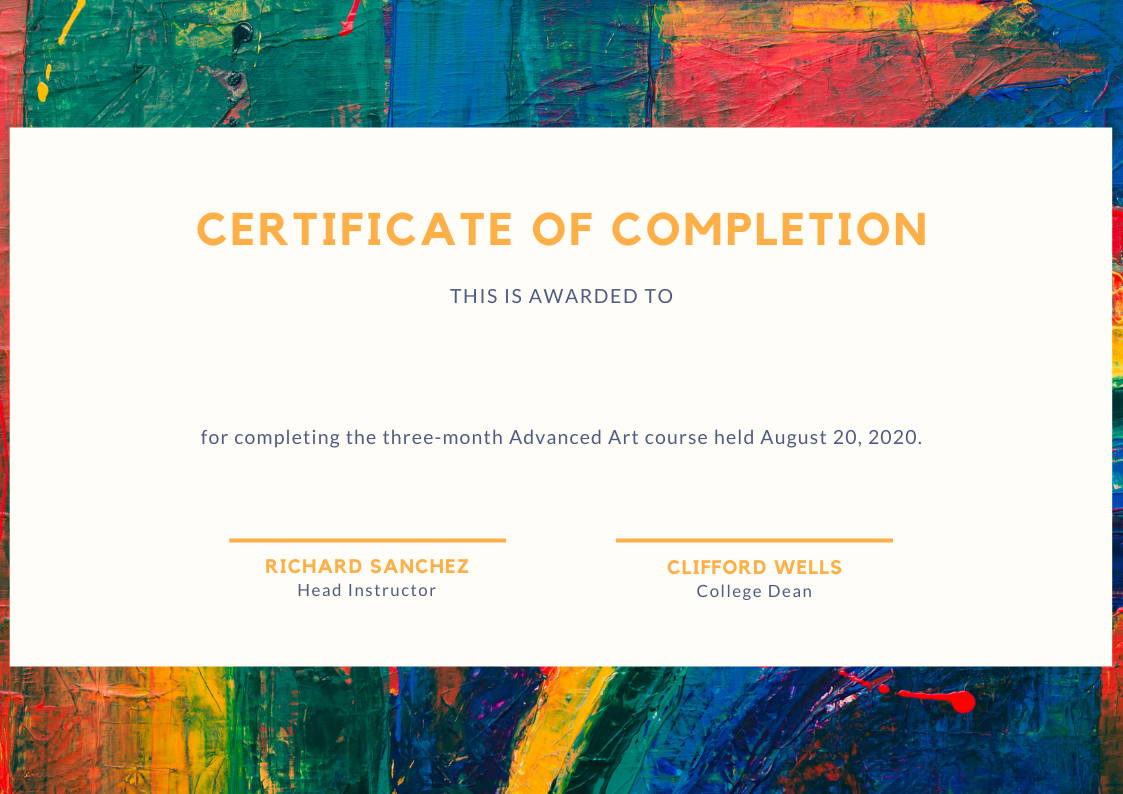 CERTIFICATE OF COMPLETION
THIS IS AWARDED TO
for completing the three-month Advanced Art course held August 20, 2020.
RICHARD SANCHEZ
Head Instructor
CLIFFORD WELLS
College Dean